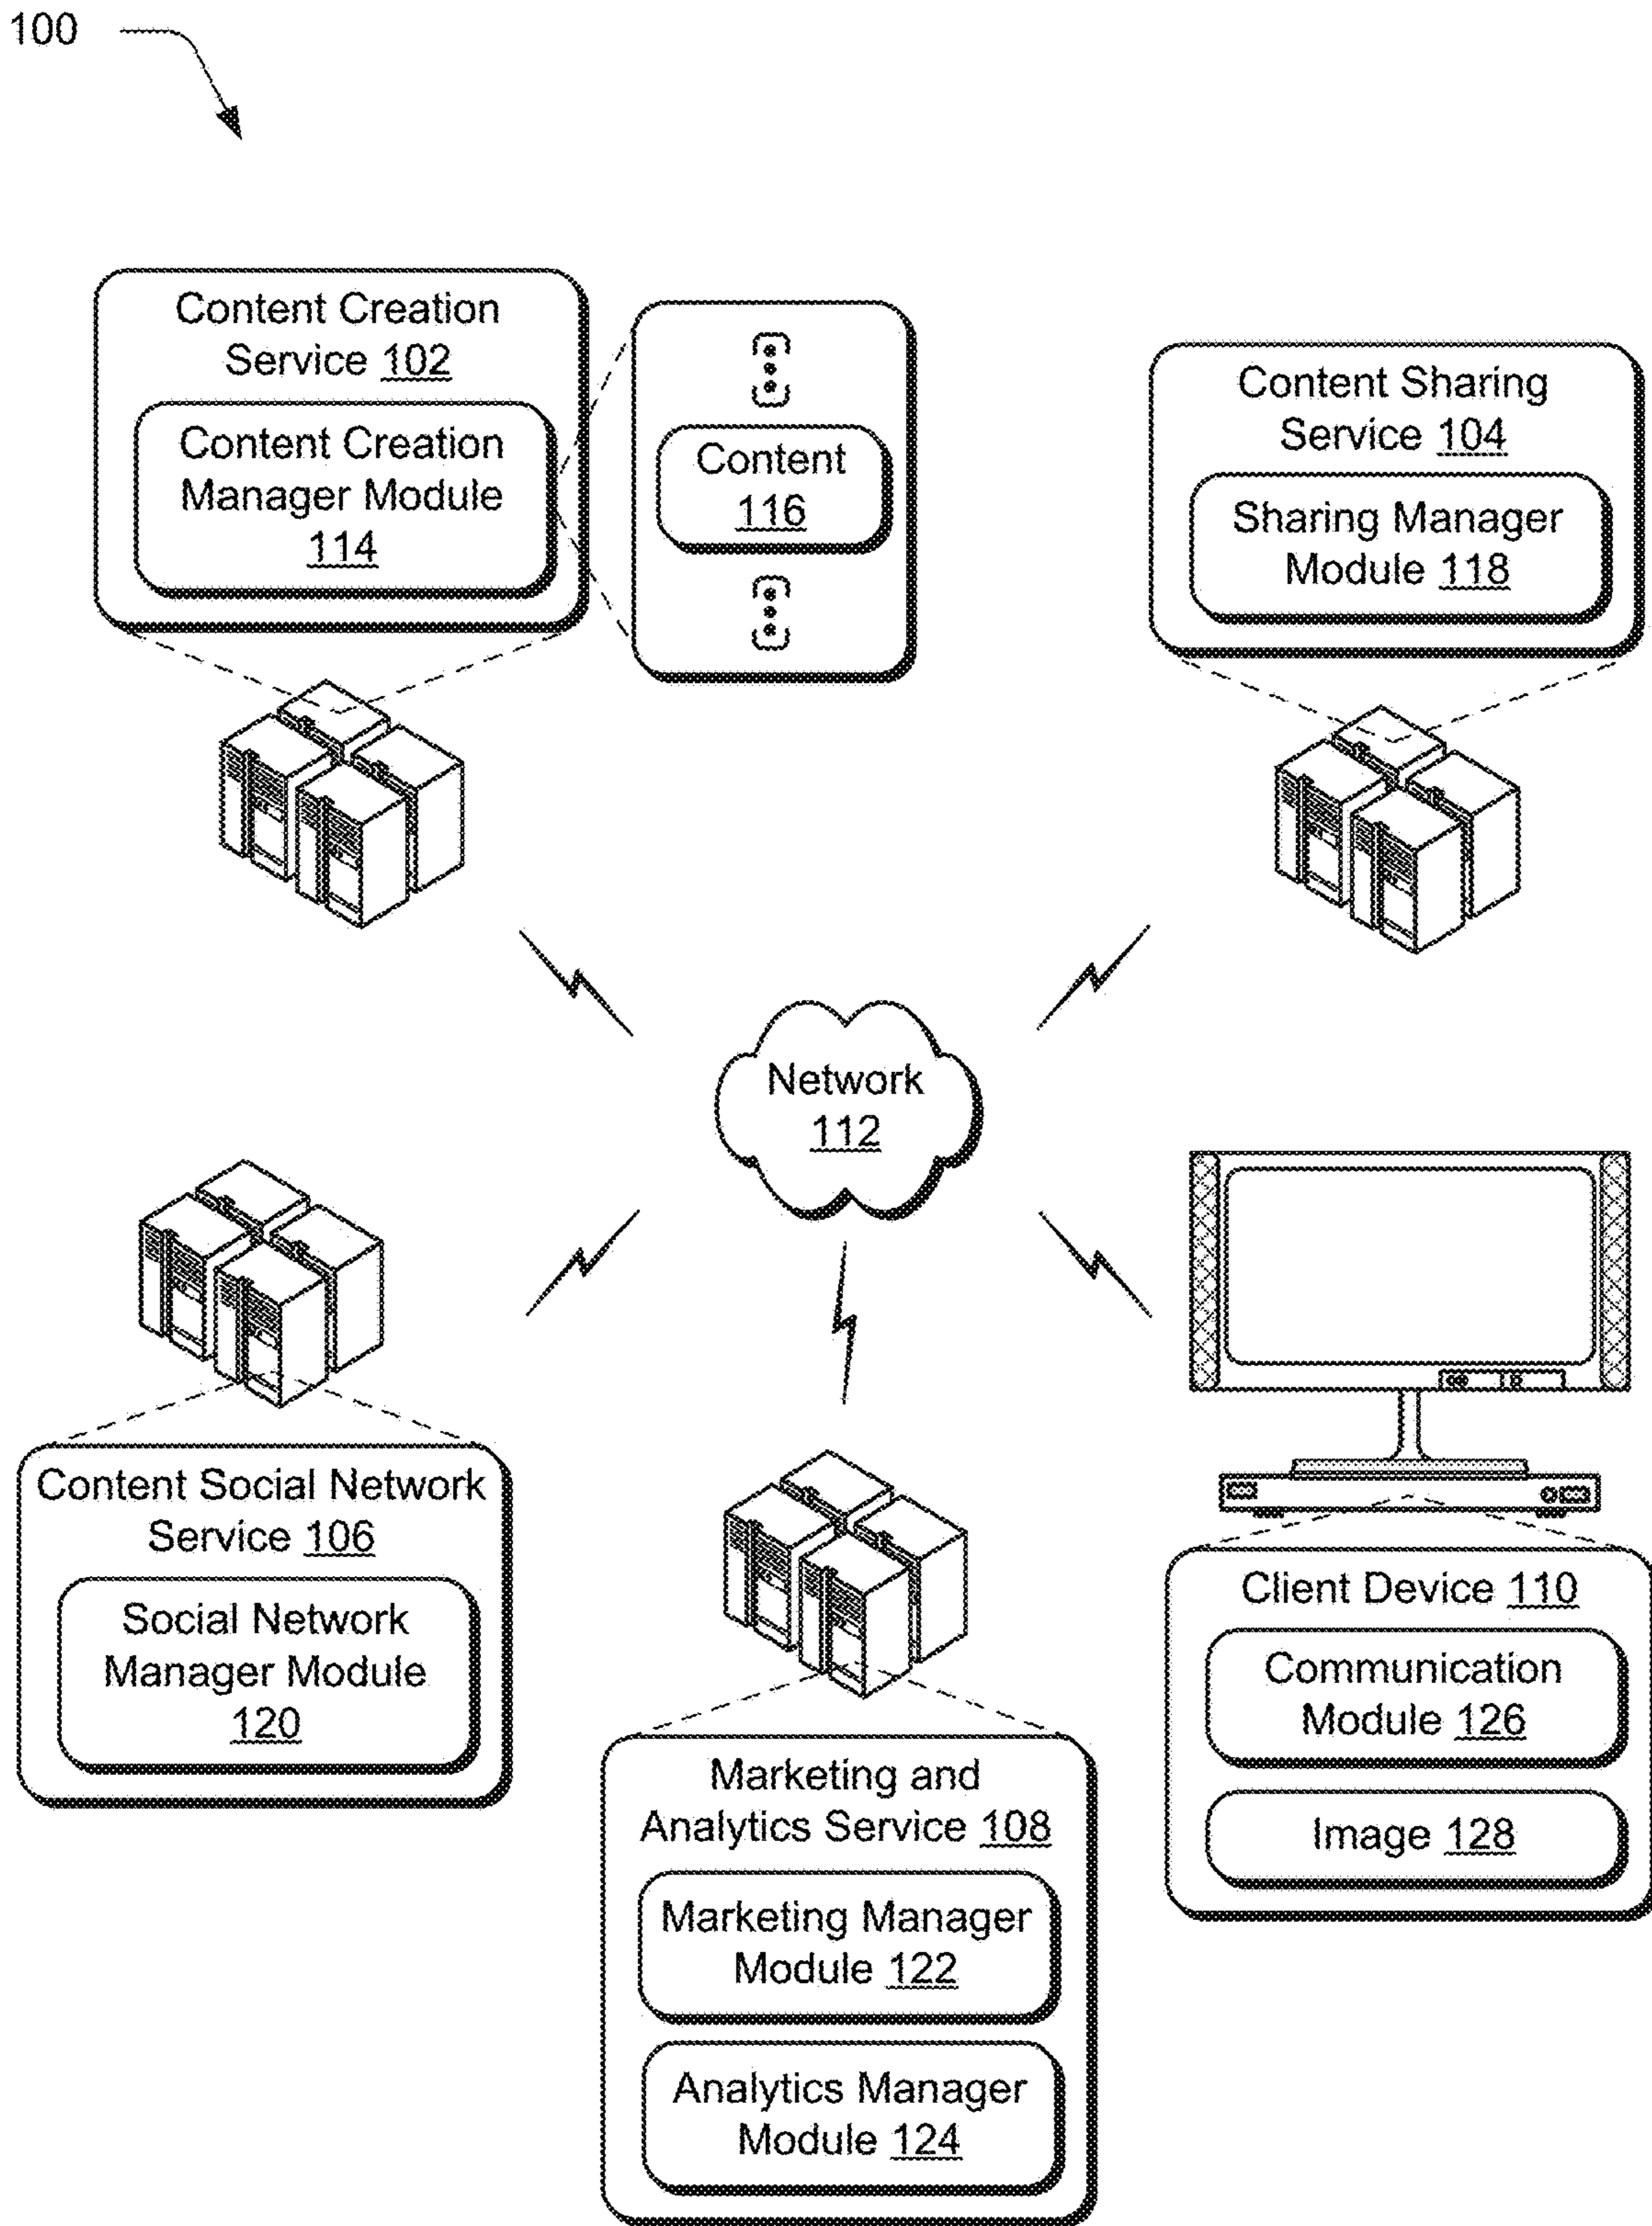 100
Content Creation
Service 102
Content Creation
Manager Module
114
Content
116
Content Sharing
Service 104
Sharing Manager
Module 118
Network
112
Content Social Network
Service 106
Social Network
Manager Module
120
Marketing and
Analytics Service 108
Marketing Manager
Module 122
Analytics Manager
Module 124
Client Device 110
Communication
Module 126
Image 128